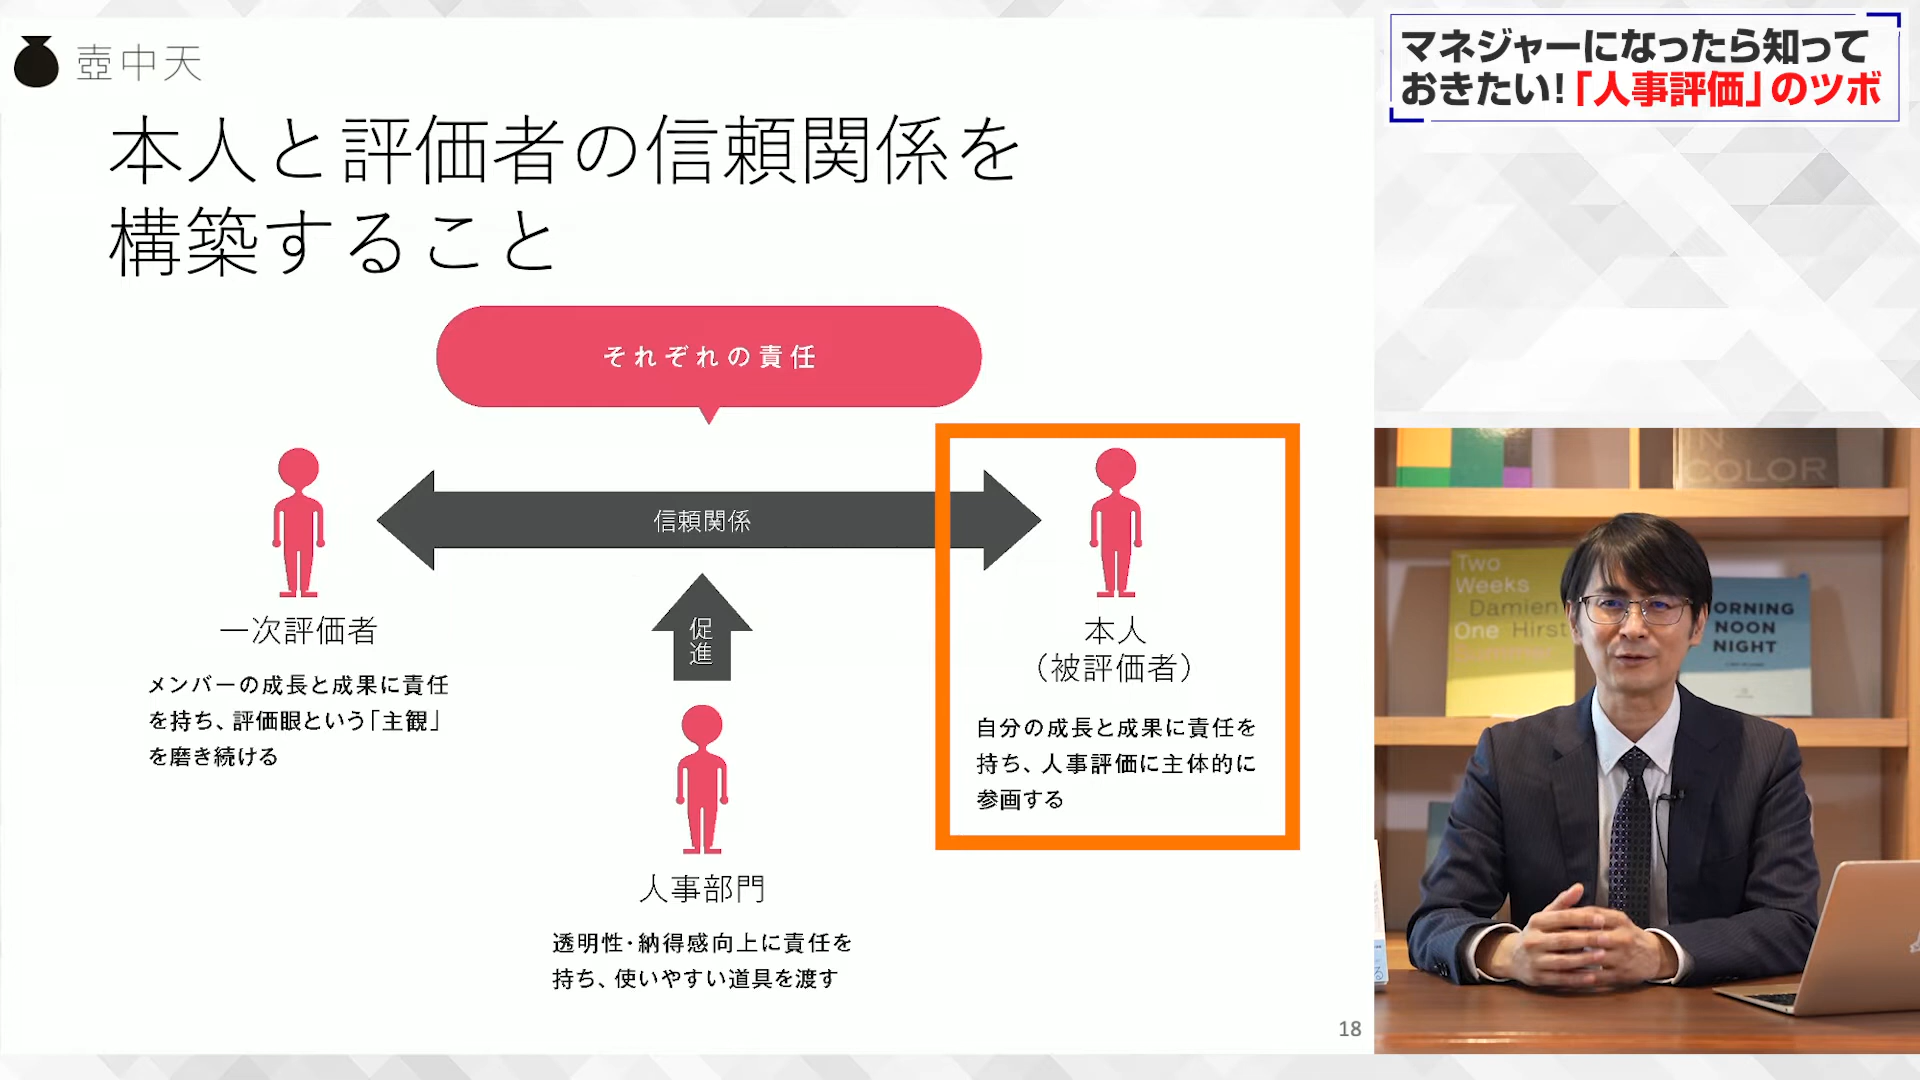 壺中天
マネジャーになったら知って
おきたい!「人事評価」のツボ
本人と評価者の信頼関係を
構築すること
それぞれの責任
信頼関係
促進
一次評価者
メンバーの成長と成果に責任
を持ち、評価眼という「主観」
を磨き続ける
本人
（被評価者）
自分の成長と成果に責任を
持ち、人事評価に主体的に
参画する
人事部門
透明性・納得感向上に責任を
持ち、使いやすい道具を渡す
18
IN
COLOR
Two
Weeks
Damien
One Hirst
Summer
ORNING
NOON
NIGHT